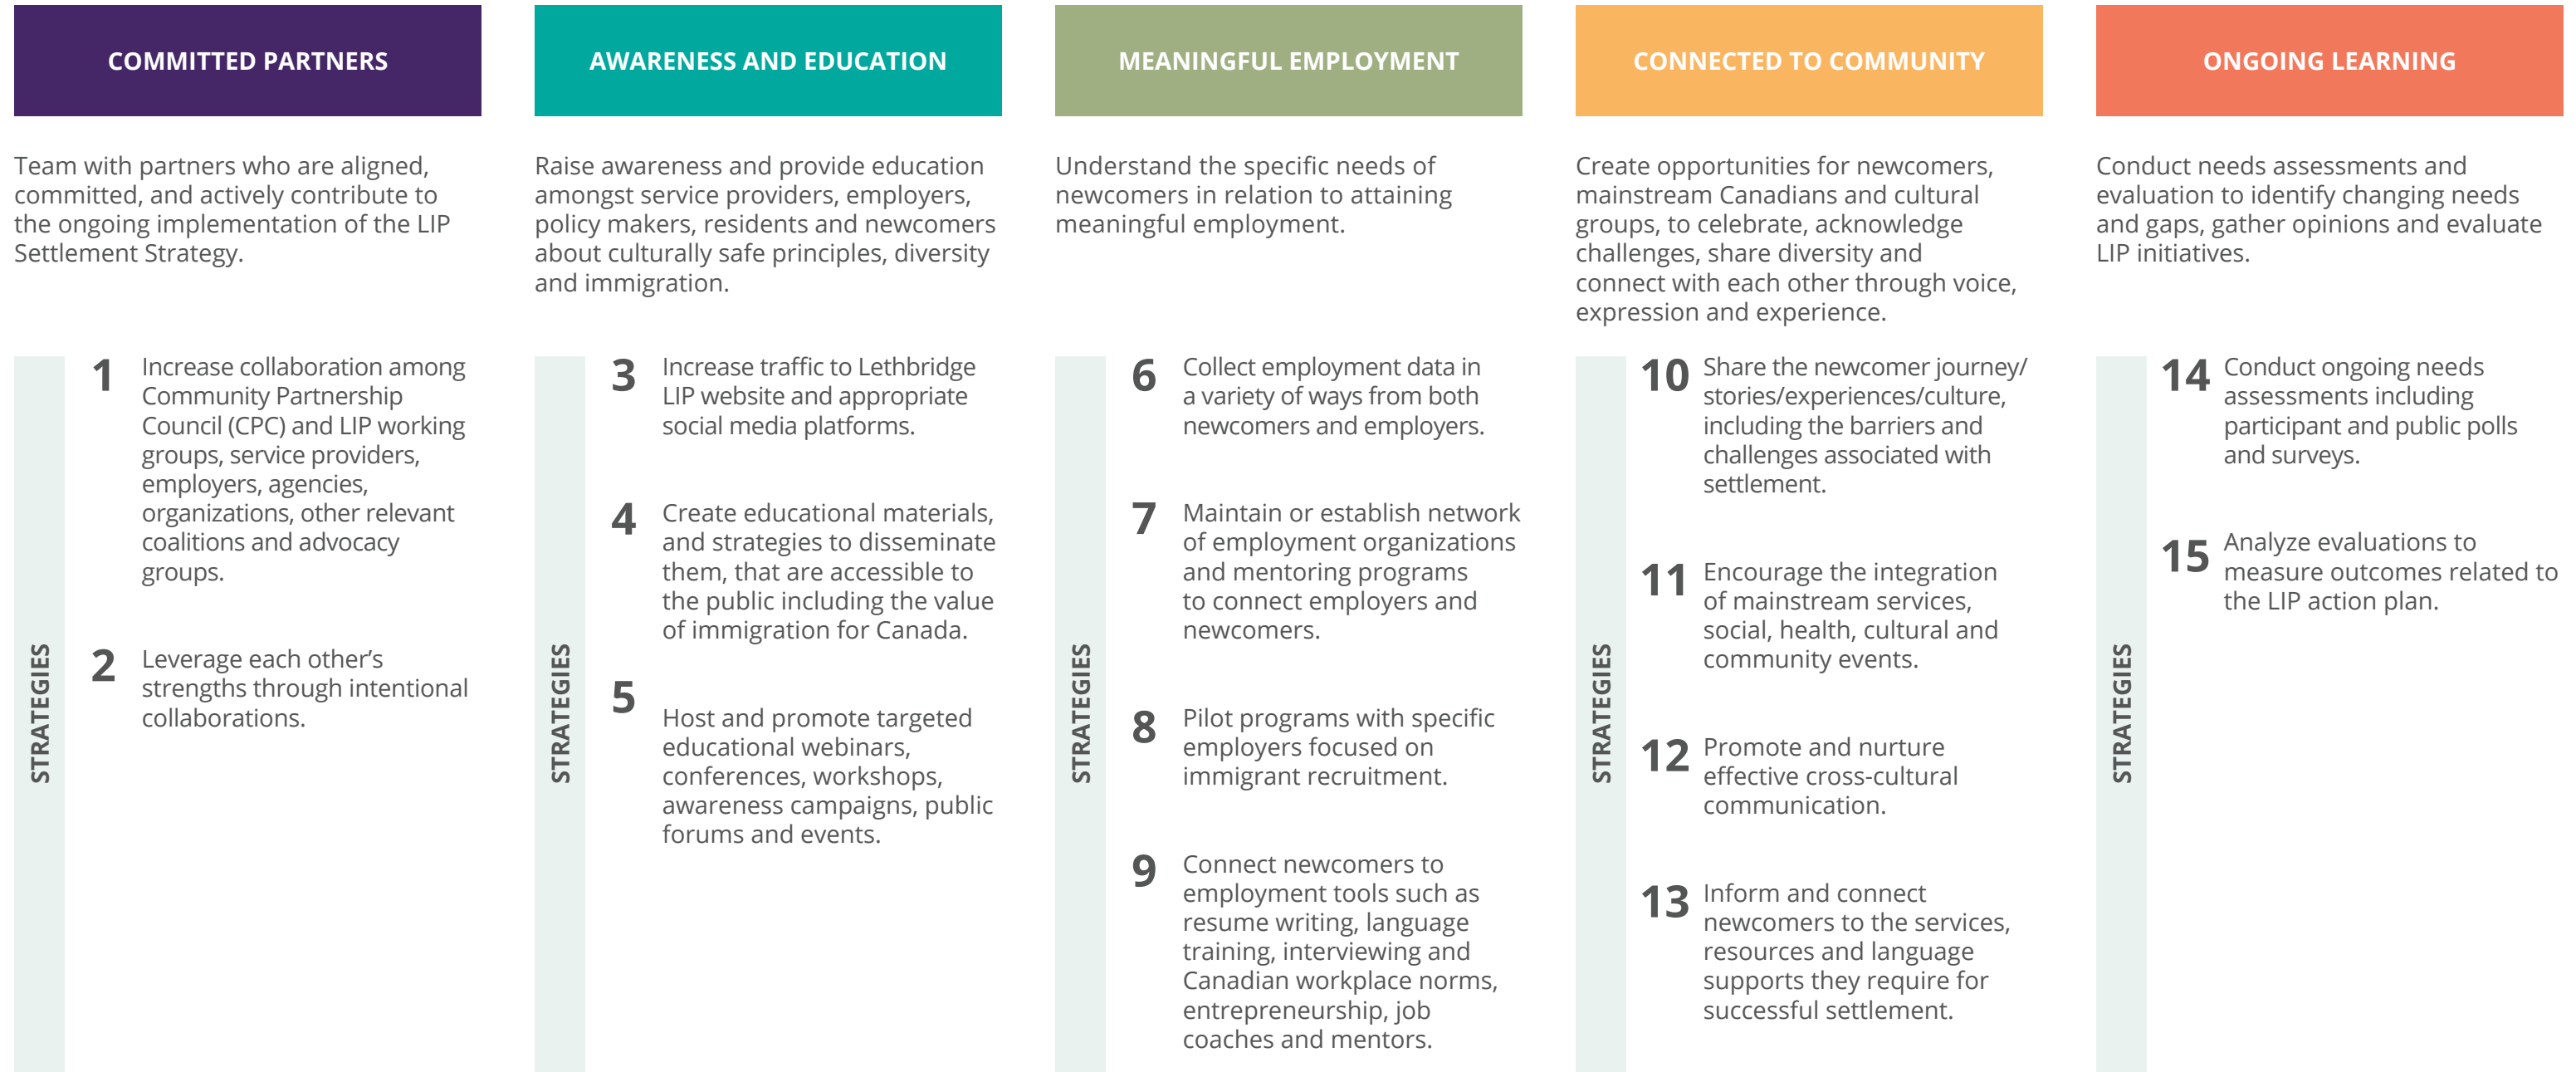 COMMITTED PARTNERS
Team with partners who are aligned,
committed, and actively contribute to
the ongoing implementation of the LIP
Settlement Strategy.
STRATEGIES
1
Increase collaboration among
Community Partnership
Council (CPC) and LIP working
groups, service providers,
employers, agencies,
organizations, other relevant
coalitions and advocacy
groups.
2
Leverage each other’s
strengths through intentional
collaborations.
AWARENESS AND EDUCATION
Raise awareness and provide education
amongst service providers, employers,
policy makers, residents and newcomers
about culturally safe principles, diversity
and immigration.
STRATEGIES
3
Increase traffic to Lethbridge
LIP website and appropriate
social media platforms.
4
Create educational materials,
and strategies to disseminate
them, that are accessible to
the public including the value
of immigration for Canada.
5
Host and promote targeted
educational webinars,
conferences, workshops,
awareness campaigns, public
forums and events.
MEANINGFUL EMPLOYMENT
Understand the specific needs of
newcomers in relation to attaining
meaningful employment.
STRATEGIES
6
Collect employment data in
a variety of ways from both
newcomers and employers.
7
Maintain or establish network
of employment organizations
and mentoring programs
to connect employers and
newcomers.
8
Pilot programs with specific
employers focused on
immigrant recruitment.
9
Connect newcomers to
employment tools such as
resume writing, language
training, interviewing and
Canadian workplace norms,
entrepreneurship, job
coaches and mentors.
CONNECTED TO COMMUNITY
Create opportunities for newcomers,
mainstream Canadians and cultural
groups, to celebrate, acknowledge
challenges, share diversity and
connect with each other through voice,
expression and experience.
STRATEGIES
10
Share the newcomer journey/
stories/experiences/culture,
including the barriers and
challenges associated with
settlement.
11
Encourage the integration
of mainstream services,
social, health, cultural and
community events.
12
Promote and nurture
effective cross-cultural
communication.
13
Inform and connect
newcomers to the services,
resources and language
supports they require for
successful settlement.
ONGOING LEARNING
Conduct needs assessments and
evaluation to identify changing needs
and gaps, gather opinions and evaluate
LIP initiatives.
STRATEGIES
14
Conduct ongoing needs
assessments including
participant and public polls
and surveys.
15
Analyze evaluations to
measure outcomes related to
the LIP action plan.